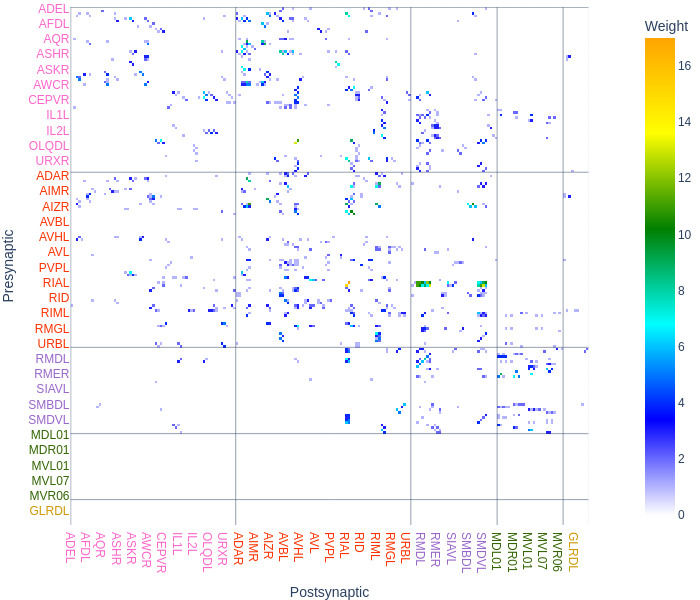 Weight
16
14
12
10
8
6
4
2
0
Presynaptic
ADEL
AFDL
AQR
ASHR
ASKR
AWCR
CEPVR
IL1L
IL2L
OLQDL
URXR
ADAR
AIMR
AIZR
AVBL
AVHL
AVL
PVPL
RIAL
RID
RIML
RMGL
URBL
RMDL
RMER
SIAVL
SMBDL
SMDVL
MDL01
MDR01
MVL01
MVL07
MVR06
GLRDL
ADEL
AFDL
AQR
ASHR
ASKR
AWCR
CEPVR
IL1L
IL2L
OLQDL
URXR
ADAR
AIMR
AIZR
AVBL
AVHL
AVL
PVPL
RIAL
RID
RIML
RMGL
URBL
RMDL
RMER
SIAVL
SMBDL
SMDVL
MDL01
MDR01
MVL01
MVL07
MVR06
GLRDL
Postsynaptic